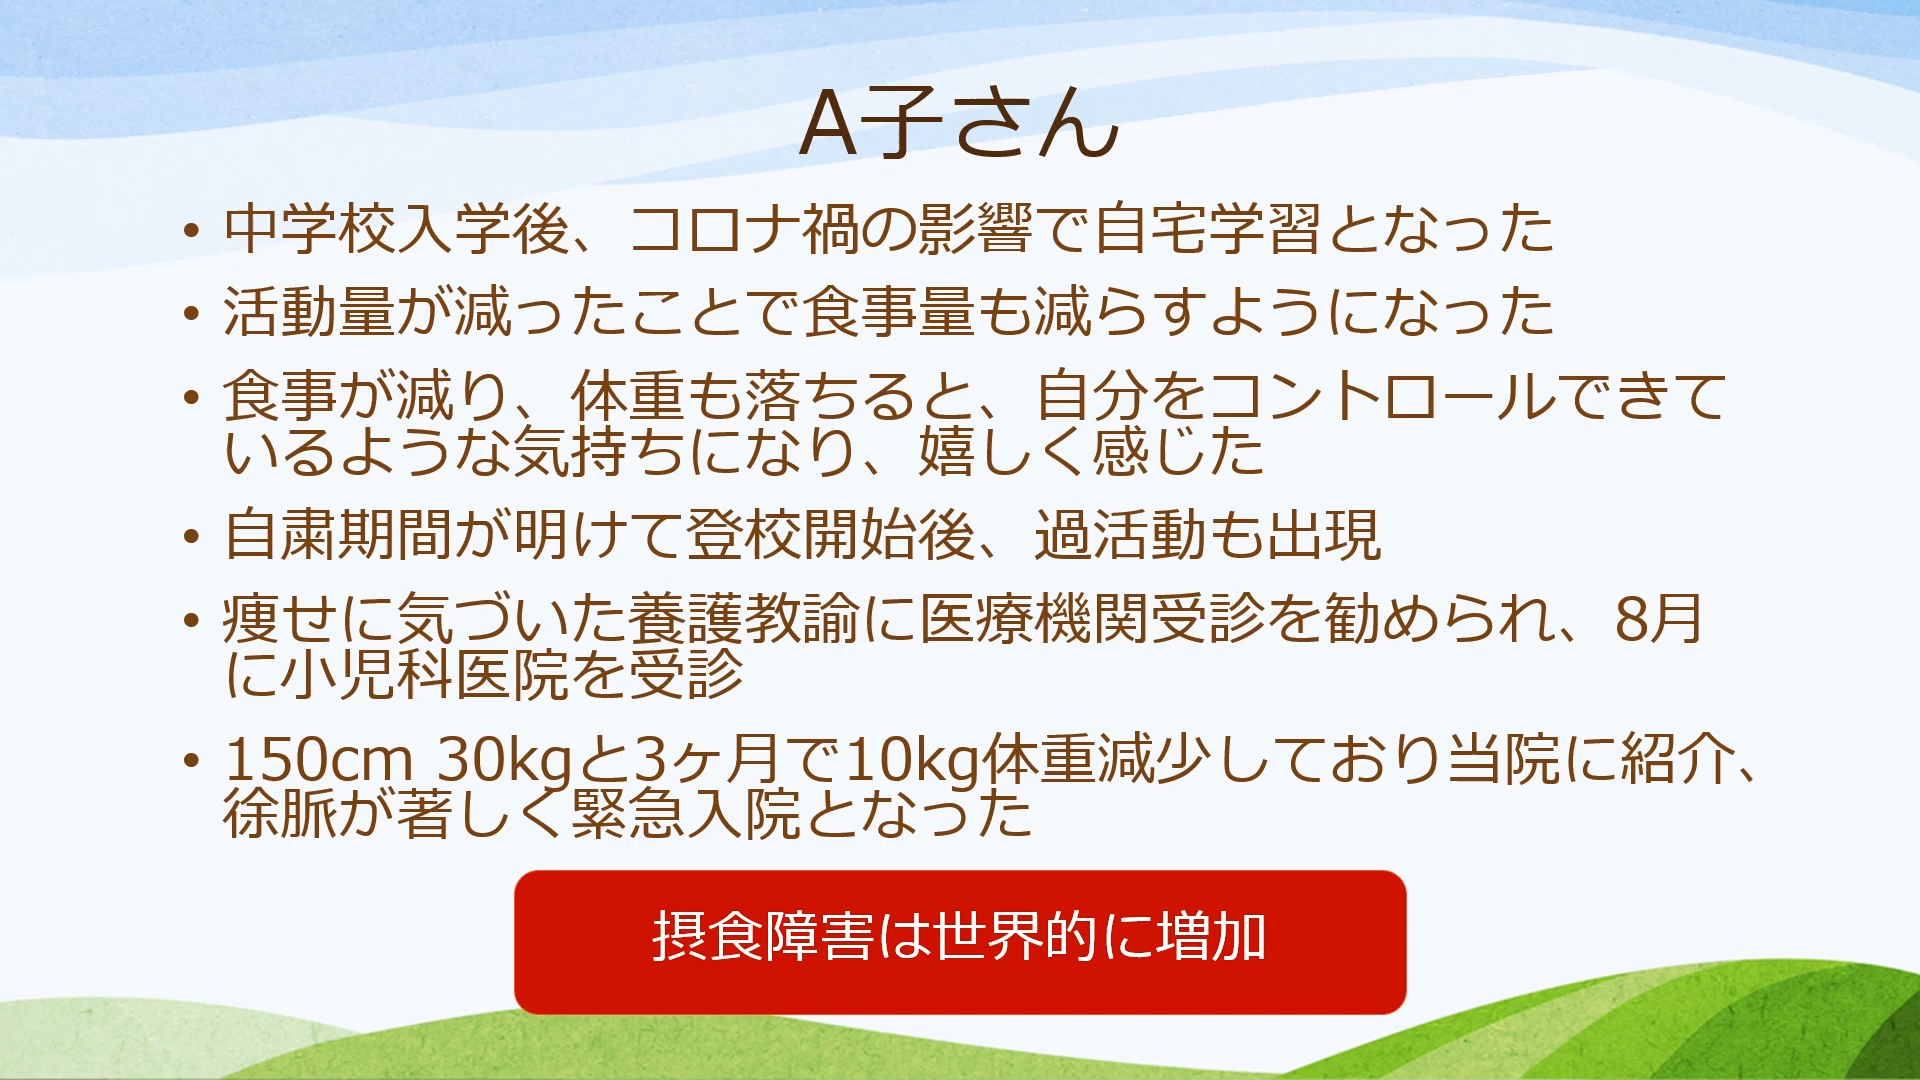 A子さん
• 中学校入学後、コロナ禍の影響で自宅学習となった
• 活動量が減ったことで食事量も減らすようになった
• 食事が減り、体重も落ちると、自分をコントロールできて
いるような気持ちになり、嬉しく感じた
• 自粛期間が明けて登校開始後、過活動も出現
• 痩せに気づいた養護教諭に医療機関受診を勧められ、8月
に小児科医院を受診
• 150cm 30kgと3ヶ月で10kg体重減少しており当院に紹介、
徐脈が著しく緊急入院となった
摂食障害は世界的に増加